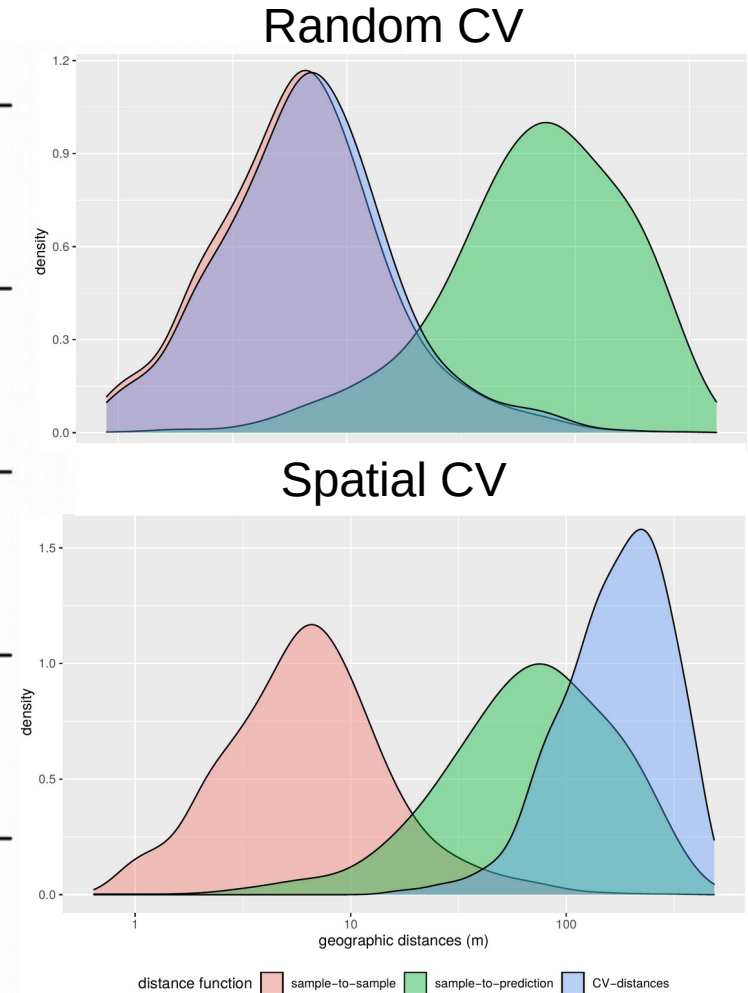 Random CV
1.2
0.9
0.6
0.3
0.0
density
Spatial CV
1.5
1.0
0.5
0.0
density
1 10 100
geographic distances (m)
distance function sample−to−sample sample−to−prediction CV−distances